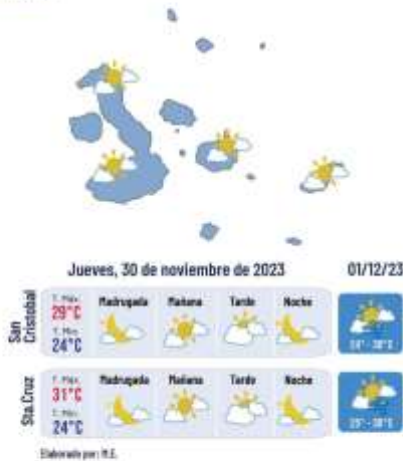 Jueves, 30 de noviembre de 2023 01/12/23
San Cristobal
T. Máx.
29°C
T. Mín.
24°C
Madrugada Mañana Tarde Noche
Sta.Cruz
T. Máx.
31°C
T. Mín.
24°C
Madrugada Mañana Tarde Noche
Elaborado por: M.E.